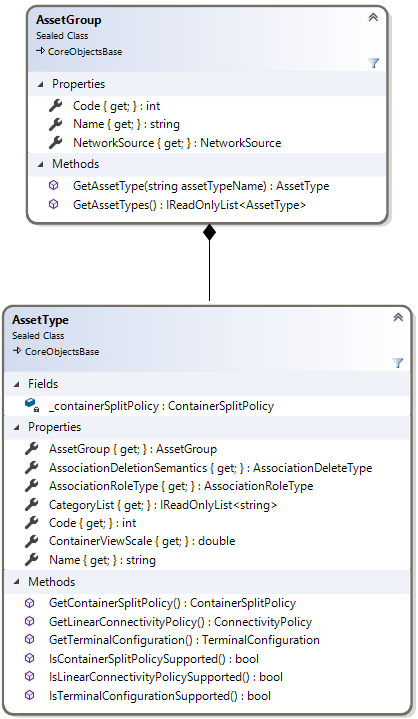 AssetGroup
Sealed Class
→ CoreObjectsBase
Properties
Code { get; } : int
Name { get; } : string
NetworkSource { get; } : NetworkSource
Methods
GetAssetType(string assetTypeName) : AssetType
GetAssetTypes() : IReadOnlyList<AssetType>
AssetType
Sealed Class
→ CoreObjectsBase
Fields
_containerSplitPolicy : ContainerSplitPolicy
Properties
AssetGroup { get; } : AssetGroup
AssociationDeletionSemantics { get; } : AssociationDeleteType
AssociationRoleType { get; } : AssociationRoleType
CategoryList { get; } : IReadOnlyList<string>
Code { get; } : int
ContainerViewScale { get; } : double
Name { get; } : string
Methods
GetContainerSplitPolicy() : ContainerSplitPolicy
GetLinearConnectivityPolicy() : ConnectivityPolicy
GetTerminalConfiguration() : TerminalConfiguration
IsContainerSplitPolicySupported() : bool
IsLinearConnectivityPolicySupported() : bool
IsTerminalConfigurationSupported() : bool